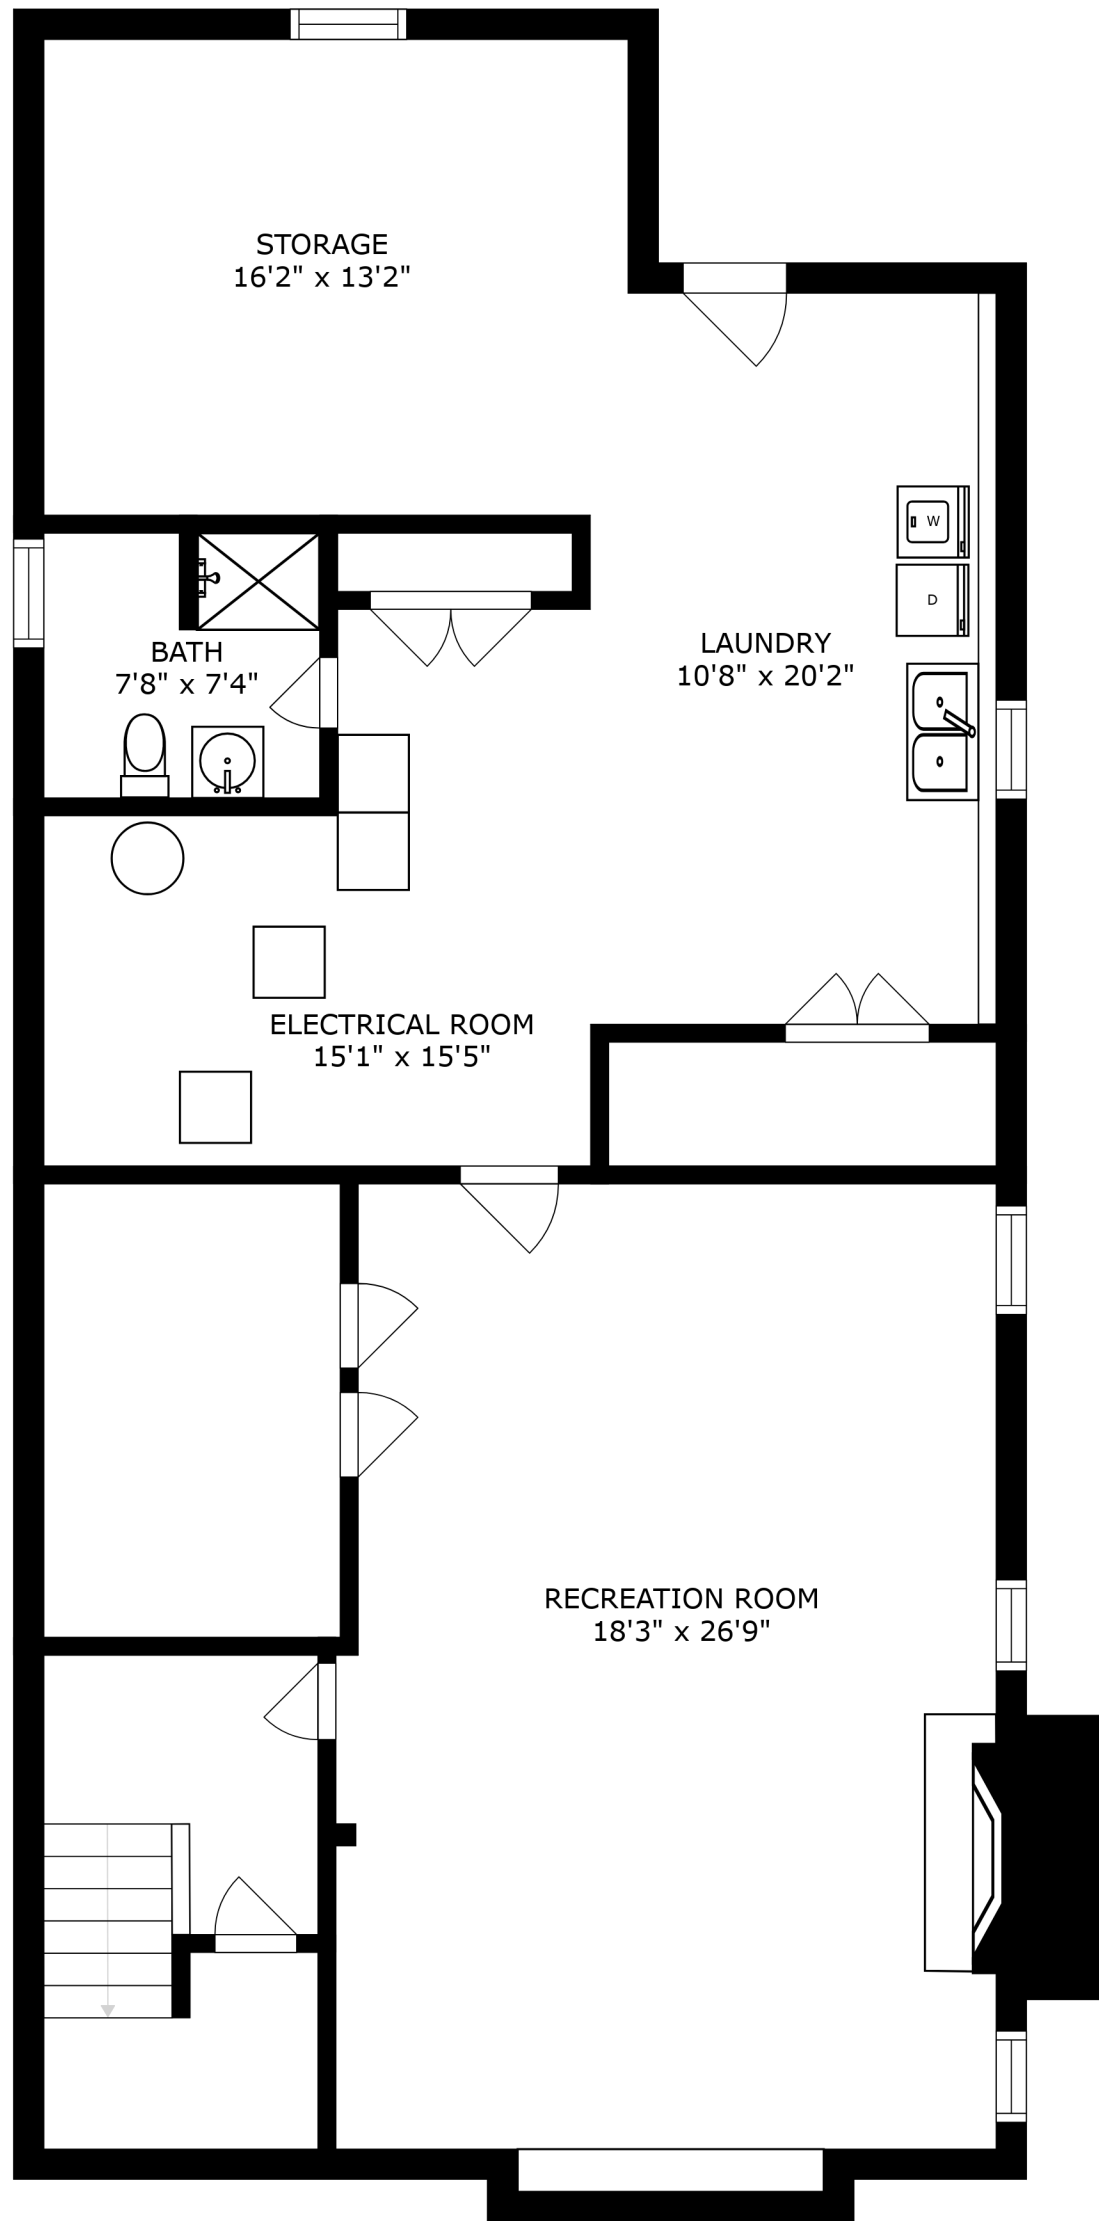 STORAGE
16'2" x 13'2"
W
D
BATH
7'8" x 7'4"
LAUNDRY
10'8" x 20'2"
ELECTRICAL ROOM
15'1" x 15'5"
RECREATION ROOM
18'3" x 26'9"